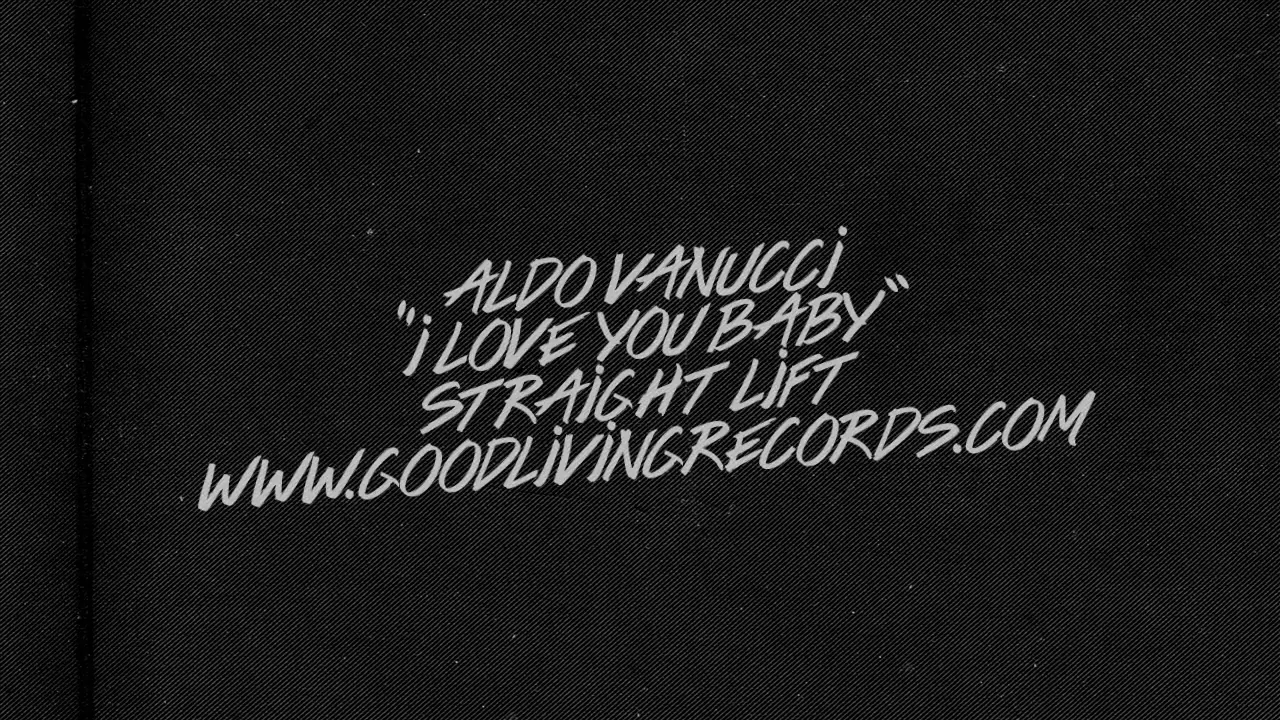 ALDO VANUCCi
"i LOVE YOU BABY"
STRAiGHT LiFT
WWW.GOODLiViNGRECORDS.COM